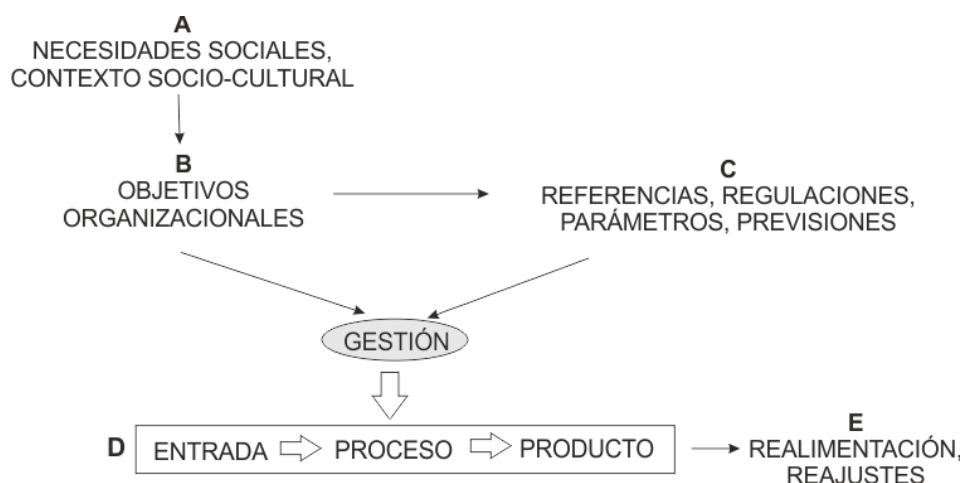 A
NECESIDADES SOCIALES,
CONTEXTO SOCIO-CULTURAL
B
OBJETIVOS
ORGANIZACIONALES
C
REFERENCIAS, REGULACIONES,
PARÁMETROS, PREVISIONES
GESTIÓN
D
ENTRADA PROCESO PRODUCTO
E
REALIMENTACIÓN,
REAJUSTES